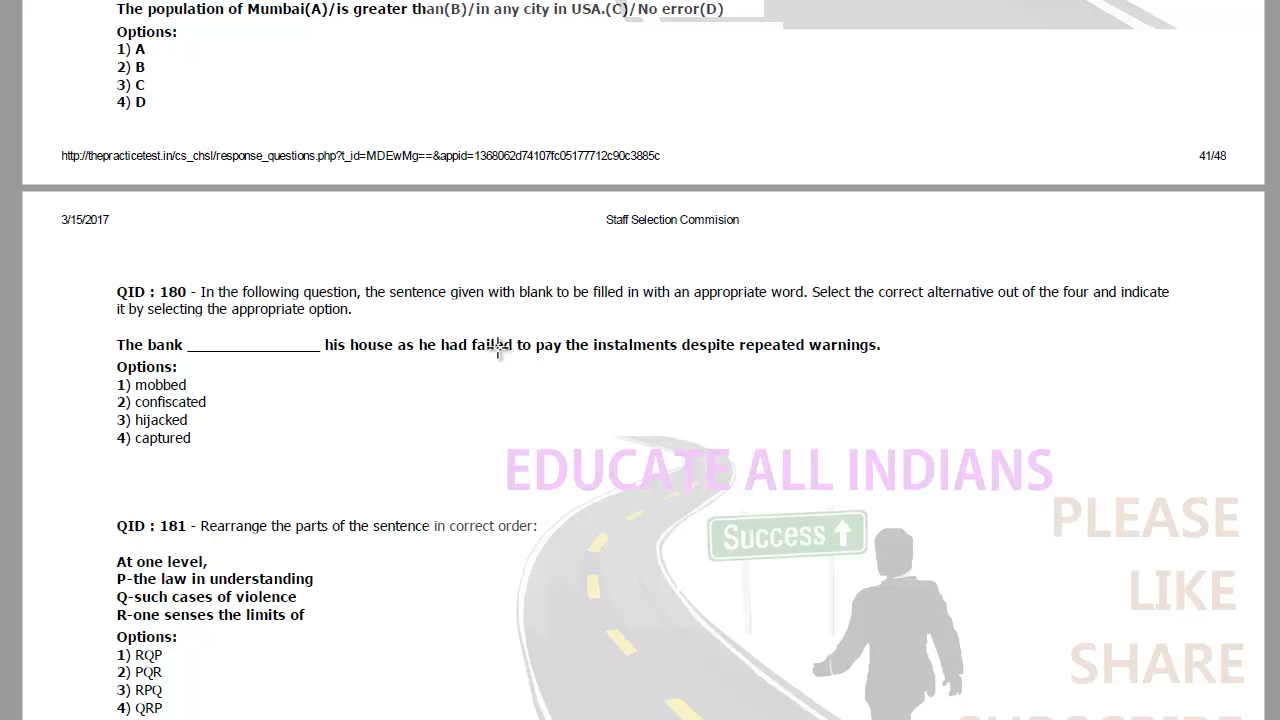 The population of Mumbai(A)/is greater than(B)/in any city in USA.(C)/No error(D)
Options:
1) A
2) B
3) C
4) D
http://thepracticetest.in/cs_chsl/response_questions.php?t_id=MDEwMg==&appid=1368062d74107fc05177712c90c3885c 41/48
3/15/2017 Staff Selection Commision
QID : 180 - In the following question, the sentence given with blank to be filled in with an appropriate word. Select the correct alternative out of the four and indicate
it by selecting the appropriate option.
The bank __________________ his house as he had failed to pay the instalments despite repeated warnings.
Options:
1) mobbed
2) confiscated
3) hijacked
4) captured
EDUCATE ALL INDIANS
PLEASE
LIKE
SHARE
SUBSCRIBE
Success
QID : 181 - Rearrange the parts of the sentence in correct order:
At one level,
P-the law in understanding
Q-such cases of violence
R-one senses the limits of
Options:
1) RQP
2) PQR
3) RPQ
4) QRP